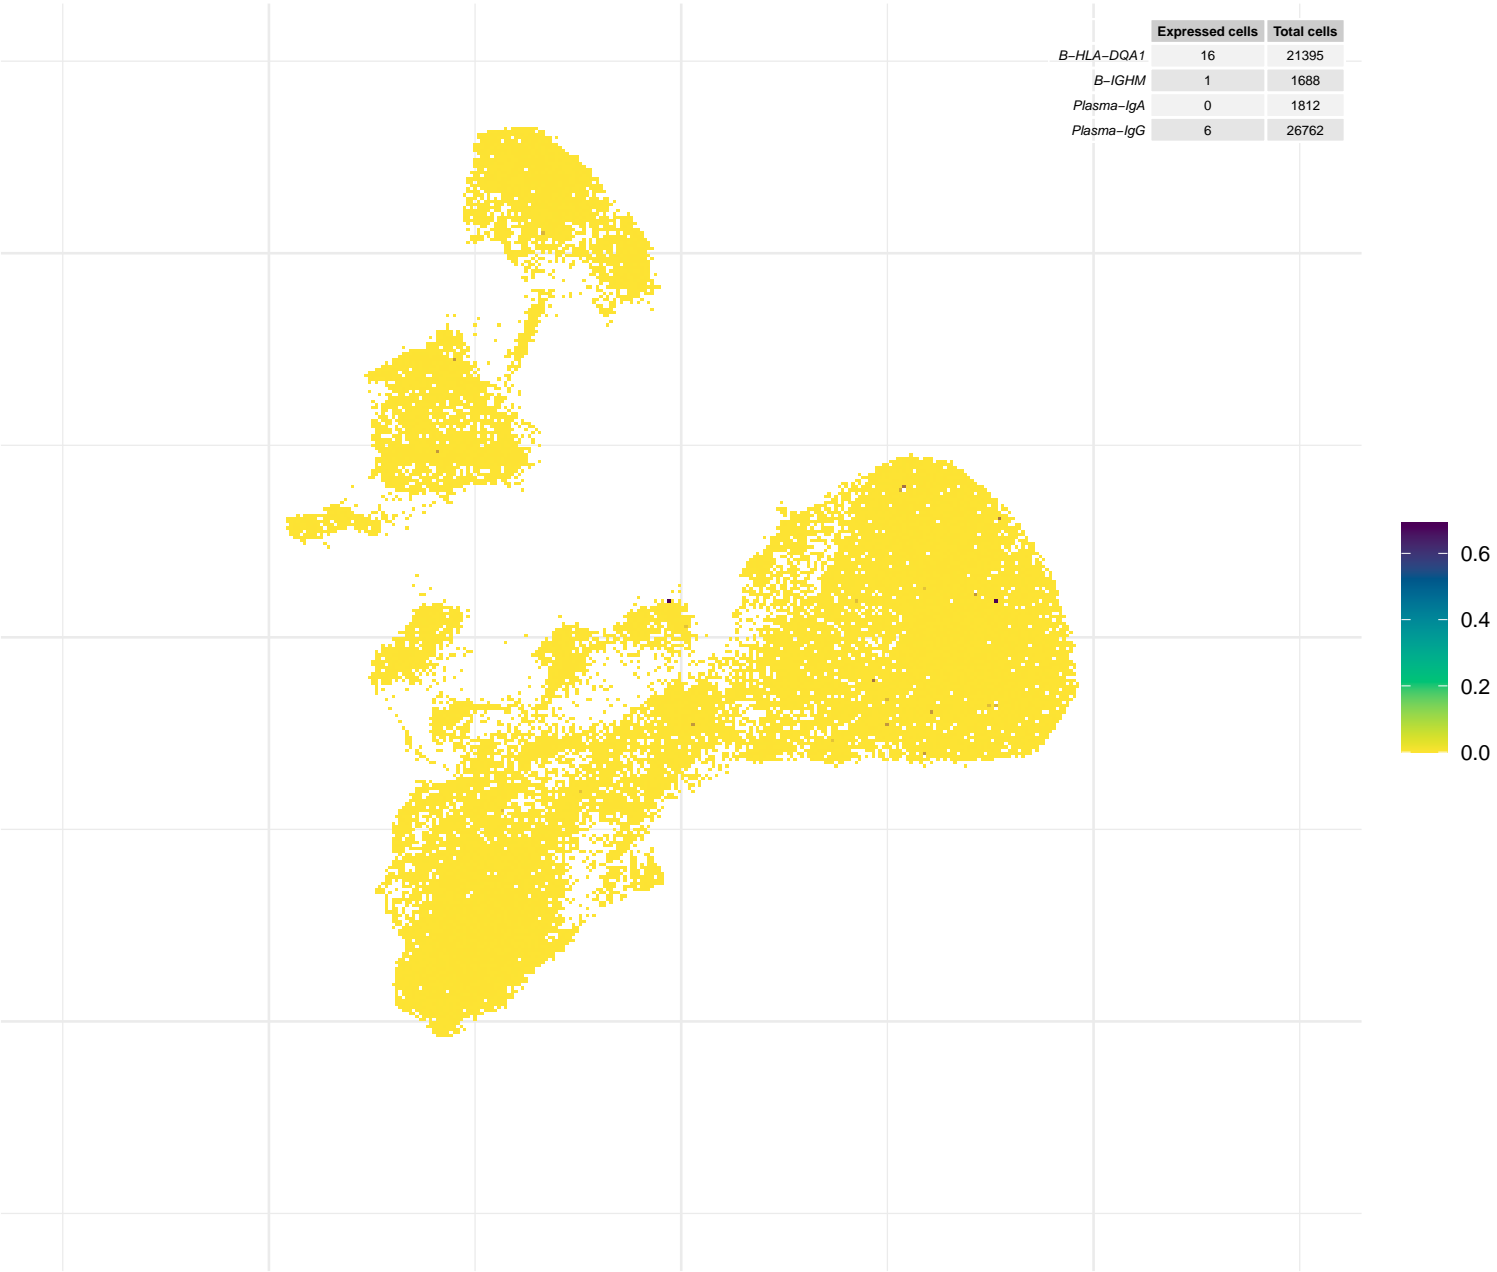 Expressed cells Total cells
B−HLA−DQA1 16 21395
B−IGHM 1 1688
Plasma−IgA 0 1812
Plasma−IgG 6 26762
0.6
0.4
0.2
0.0